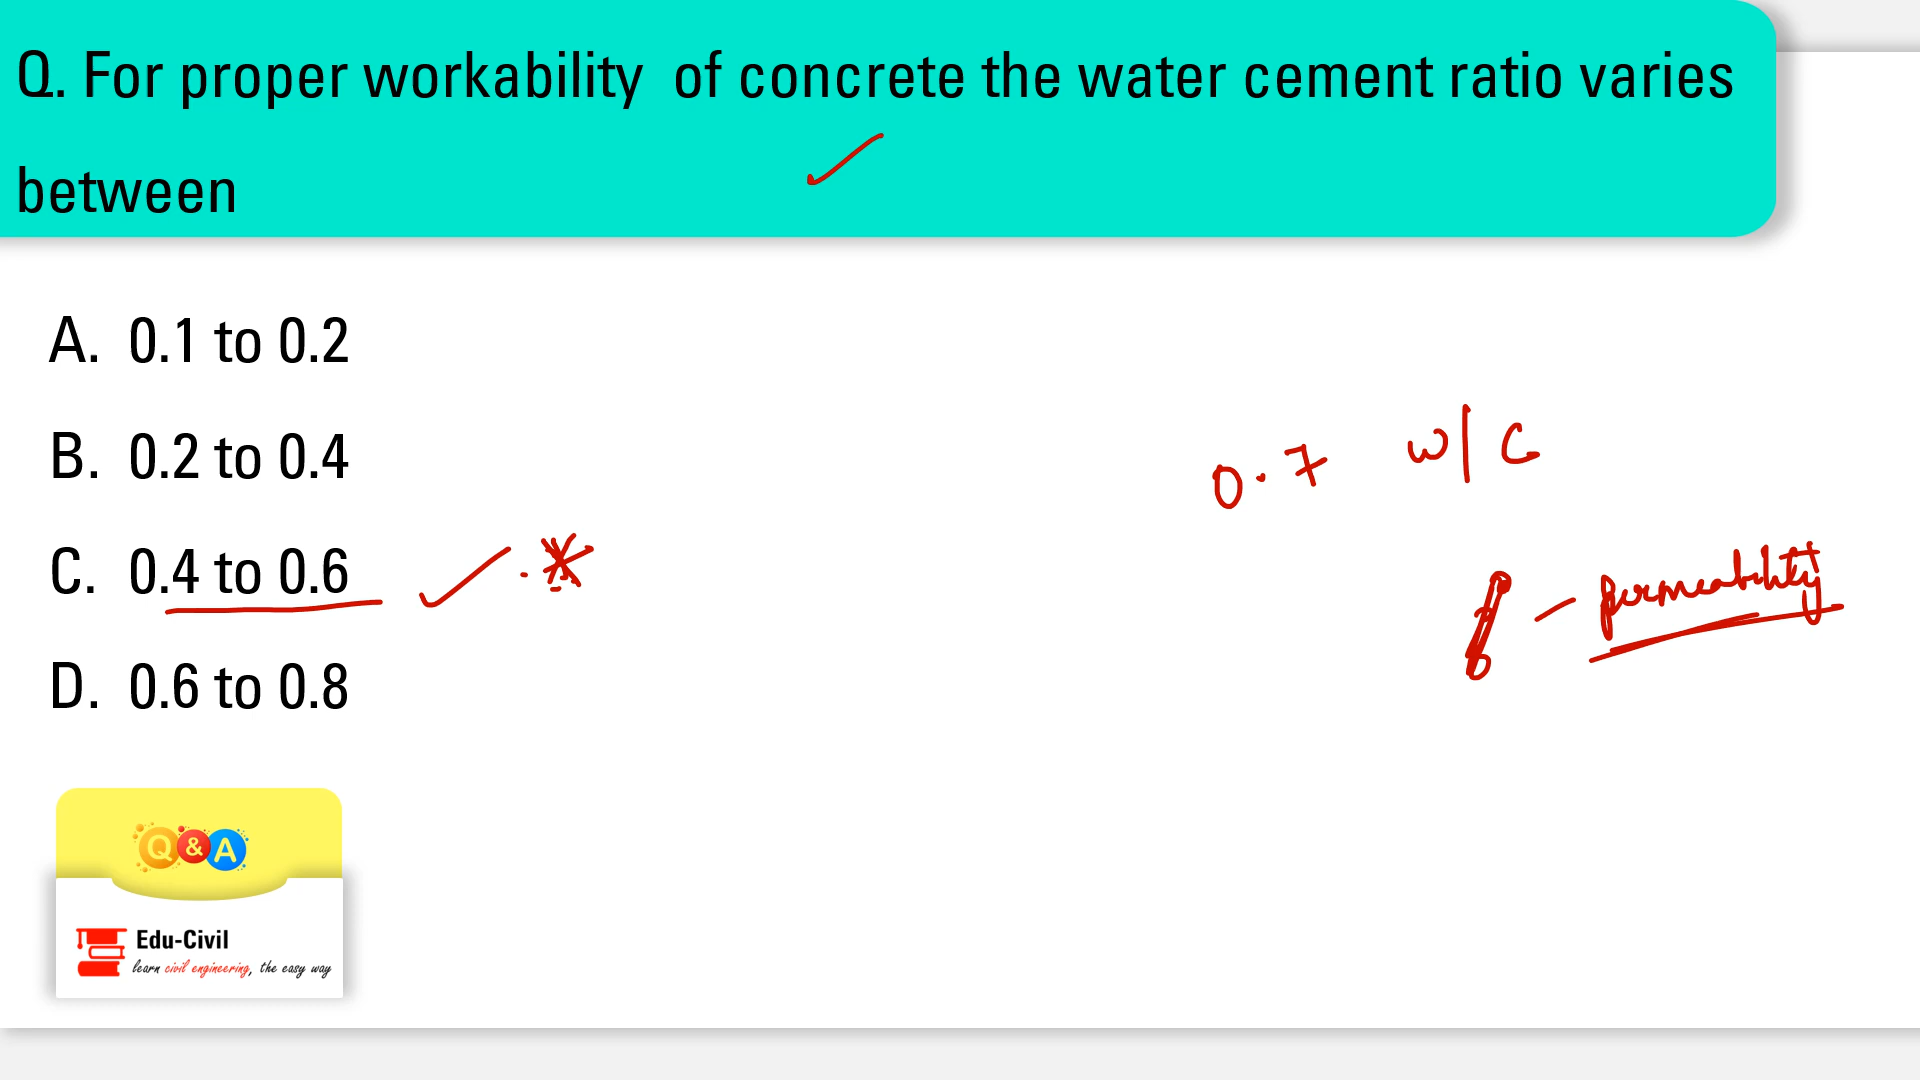 Q. For proper workability of concrete the water cement ratio varies
between
A. 0.1 to 0.2
B. 0.2 to 0.4
C. 0.4 to 0.6
D. 0.6 to 0.8
0.7 w/c
permeability
Q&A
Edu-Civil
learn civil engineering, the easy way